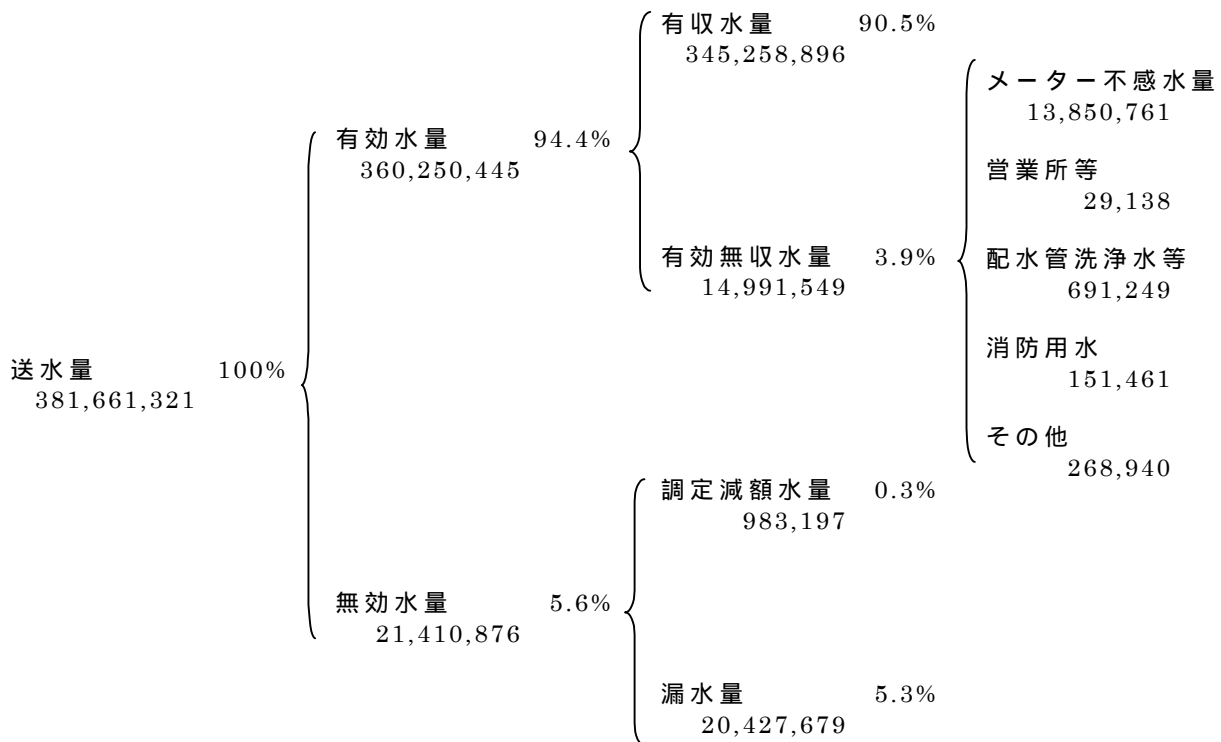 送水量 100%
381,661,321
有効水量 94.4%
360,250,445
有収水量 90.5%
345,258,896
有効無収水量 3.9%
14,991,549
メーター不感水量
13,850,761
営業所等
29,138
配水管洗浄水等
691,249
消防用水
151,461
その他
268,940
無効水量 5.6%
21,410,876
調定減額水量 0.3%
983,197
漏水量 5.3%
20,427,679